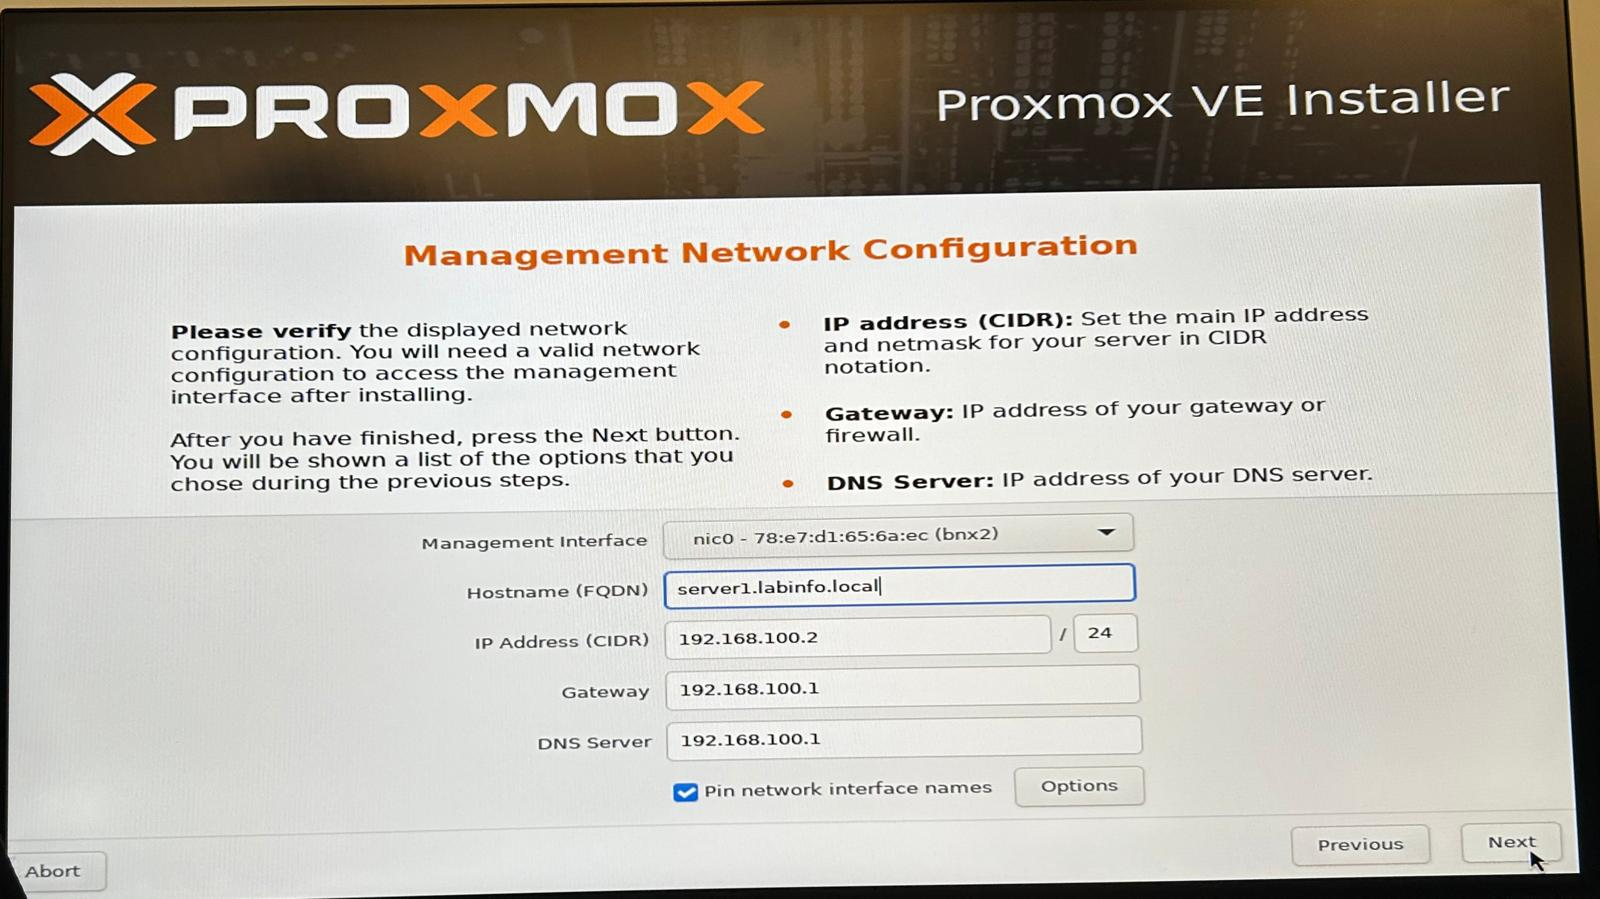 PROXMOX
Proxmox VE Installer
Management Network Configuration
Please verify the displayed network
configuration. You will need a valid network
configuration to access the management
interface after installing.
After you have finished, press the Next button.
You will be shown a list of the options that you
chose during the previous steps.
IP address (CIDR): Set the main IP address
and netmask for your server in CIDR
notation.
Gateway: IP address of your gateway or
firewall.
DNS Server: IP address of your DNS server.
Management Interface nic0 - 78:e7:d1:65:6a:ec (bnx2)
Hostname (FQDN) server1.labinfo.local
IP Address (CIDR) 192.168.100.2 / 24
Gateway 192.168.100.1
DNS Server 192.168.100.1
Pin network interface names Options
Abort Previous Next